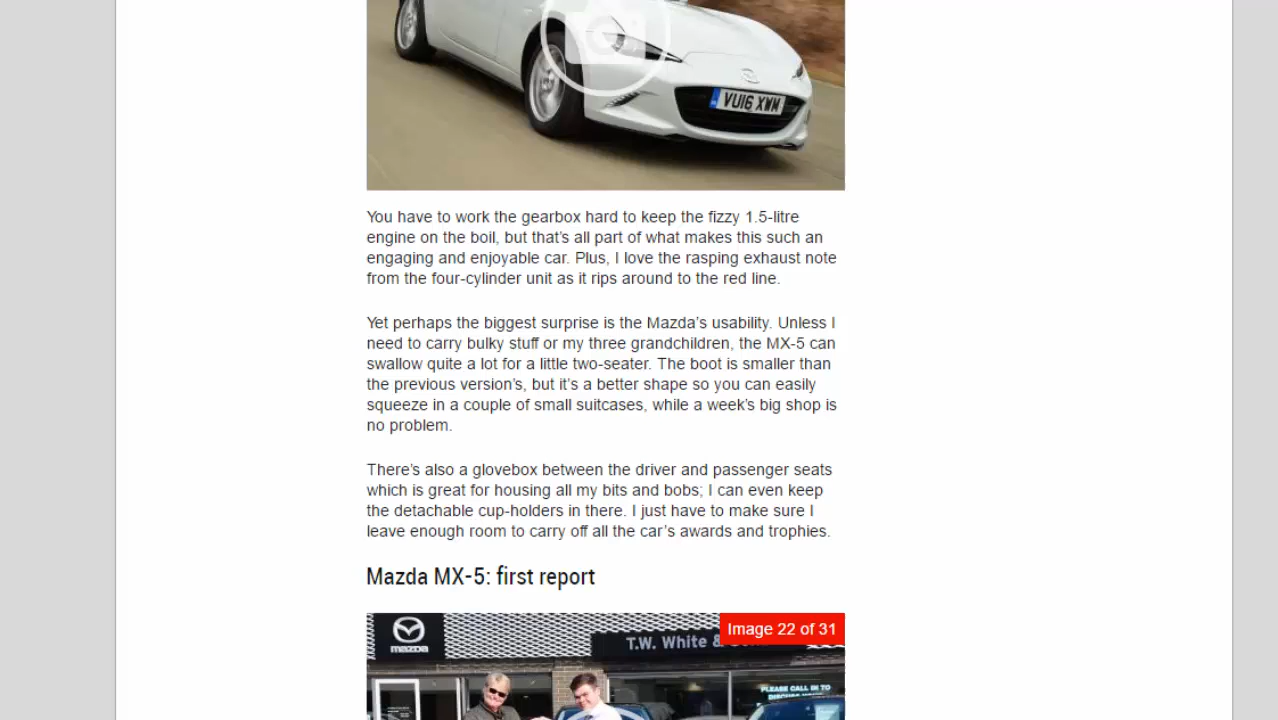 VU16 XWM
You have to work the gearbox hard to keep the fizzy 1.5-litre
engine on the boil, but that's all part of what makes this such an
engaging and enjoyable car. Plus, I love the rasping exhaust note
from the four-cylinder unit as it rips around to the red line.
Yet perhaps the biggest surprise is the Mazda's usability. Unless I
need to carry bulky stuff or my three grandchildren, the MX-5 can
swallow quite a lot for a little two-seater. The boot is smaller than
the previous version's, but it's a better shape so you can easily
squeeze in a couple of small suitcases, while a week's big shop is
no problem.
There's also a glovebox between the driver and passenger seats
which is great for housing all my bits and bobs; I can even keep
the detachable cup-holders in there. I just have to make sure I
leave enough room to carry off all the car's awards and trophies.
Mazda MX-5: first report
Image 22 of 31
mazda
T.W. White &
PLEASE CALL IN TO